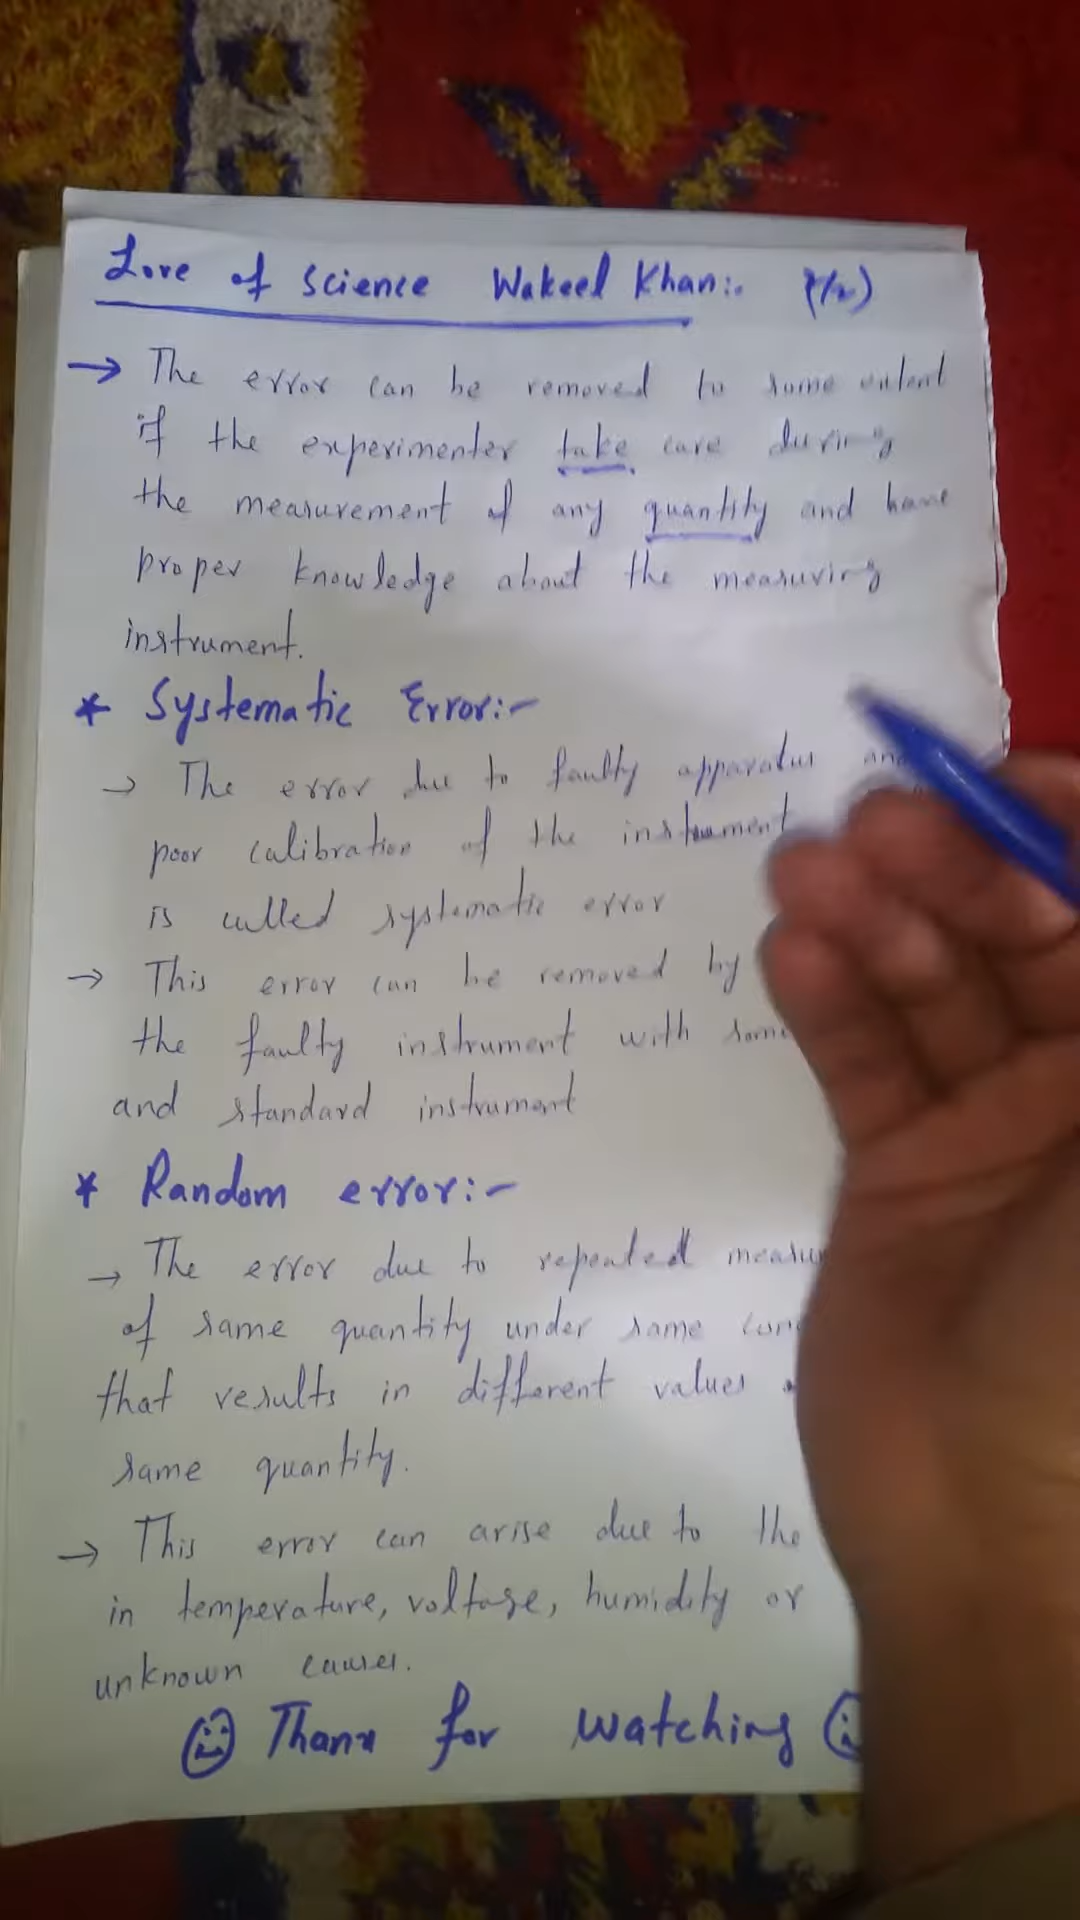 Love of Science Wakeel Khan:.
→ The error can be removed to some extent
if the experimenter take care during
the measurement of any quantity and have
proper knowledge about the measuring
instrument.
* Systematic Error:-
→ The error due to faulty apparatus
poor calibration of the instrument
is called systematic error
→ This error can be removed by
the faulty instrument with
and standard instrument
* Random error:-
→ The error due to repeated
of same quantity under same
that results in different values
same quantity.
→ This error can arise due to the
in temperature, voltage, humidity or
unknown causes.
Thanx for watching